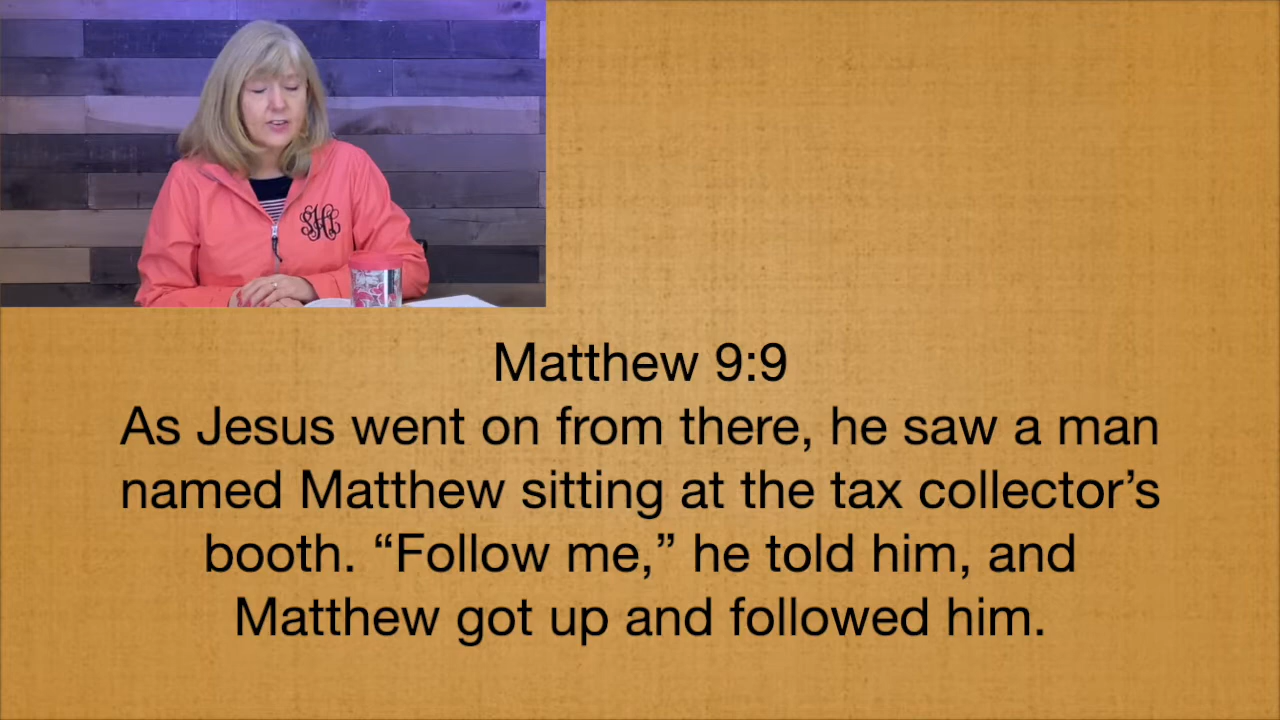 SHL
Matthew 9:9
As Jesus went on from there, he saw a man
named Matthew sitting at the tax collector’s
booth. “Follow me,” he told him, and
Matthew got up and followed him.